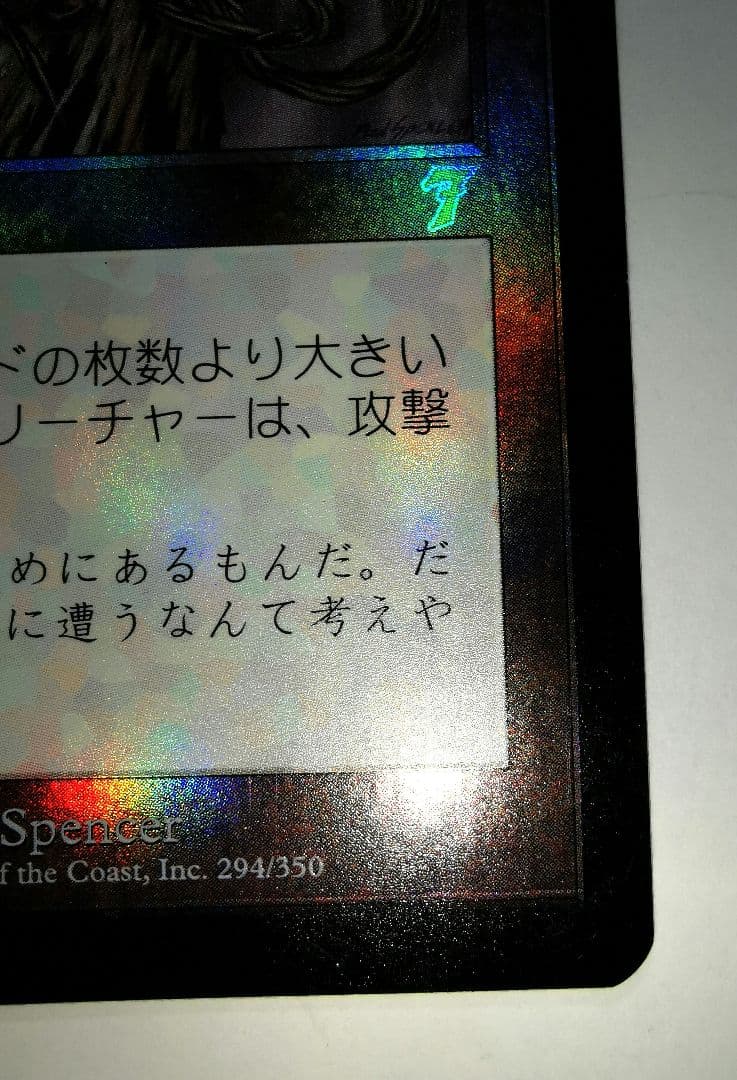 7
ドの枚数より大きい
リーチャーは、攻撃
めにあるもんだ。だ
に遭うなんて考えや
Spencer
f the Coast, Inc. 294/350